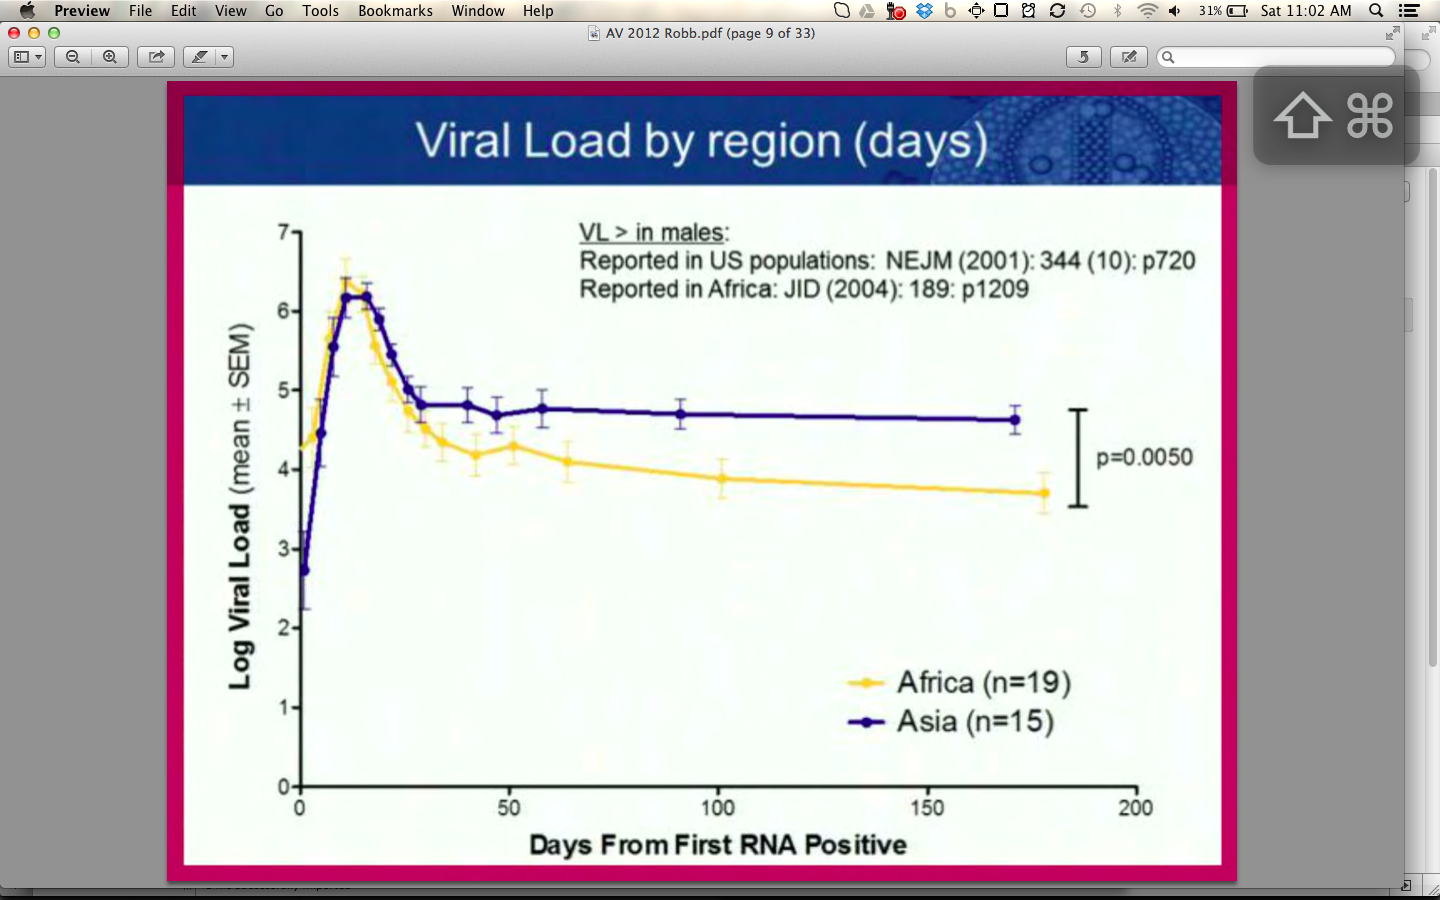 Preview File Edit View Go Tools Bookmarks Window Help 31% Sat 11:02 AM
AV 2012 Robb.pdf (page 9 of 33)
Viral Load by region (days)
VL > in males:
Reported in US populations: NEJM (2001): 344 (10): p720
Reported in Africa: JID (2004): 189: p1209
Log Viral Load (mean ± SEM)
7
6
5
4
3
2
1
0
p=0.0050
Africa (n=19)
Asia (n=15)
0 50 100 150 200
Days From First RNA Positive